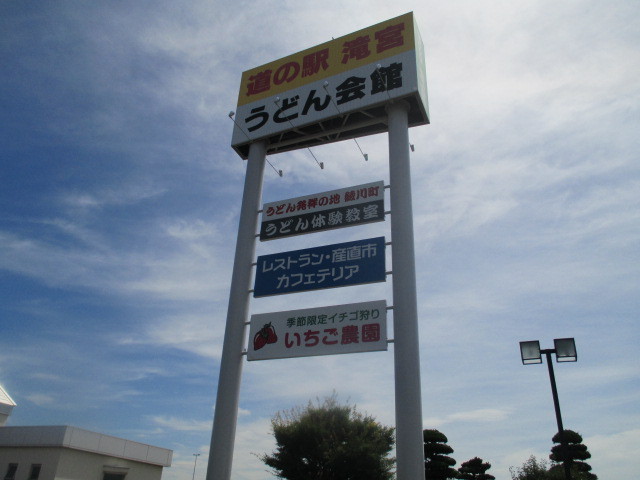 道の駅 滝宮
うどん会館
うどん発祥の地 綾川町
うどん体験教室
レストラン・産直市
カフェテリア
季節限定イチゴ狩り
いちご農園